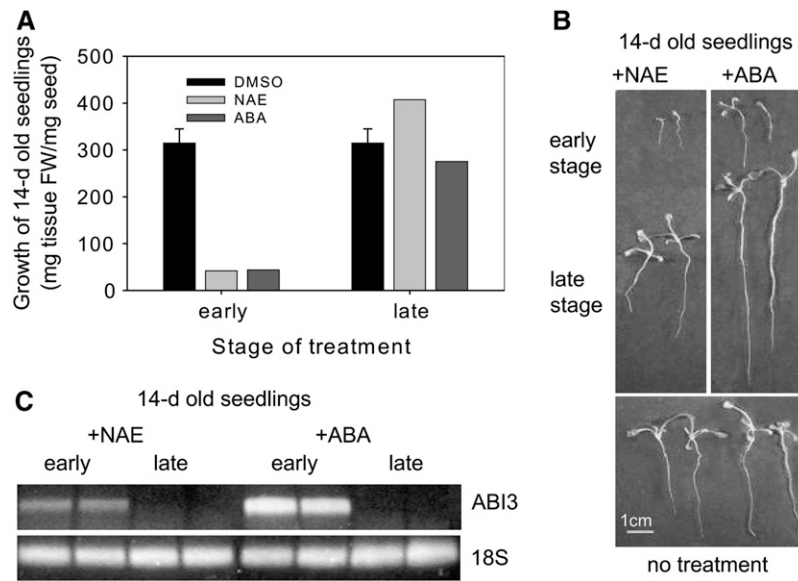 A
Growth of 14-d old seedlings
(mg tissue FW/mg seed)
500
400
300
200
100
0
DMSO
NAE
ABA
early
late
Stage of treatment
B
14-d old seedlings
+NAE
+ABA
early
stage
late
stage
1cm
no treatment
C
14-d old seedlings
+NAE
+ABA
early
late
early
late
ABI3
18S